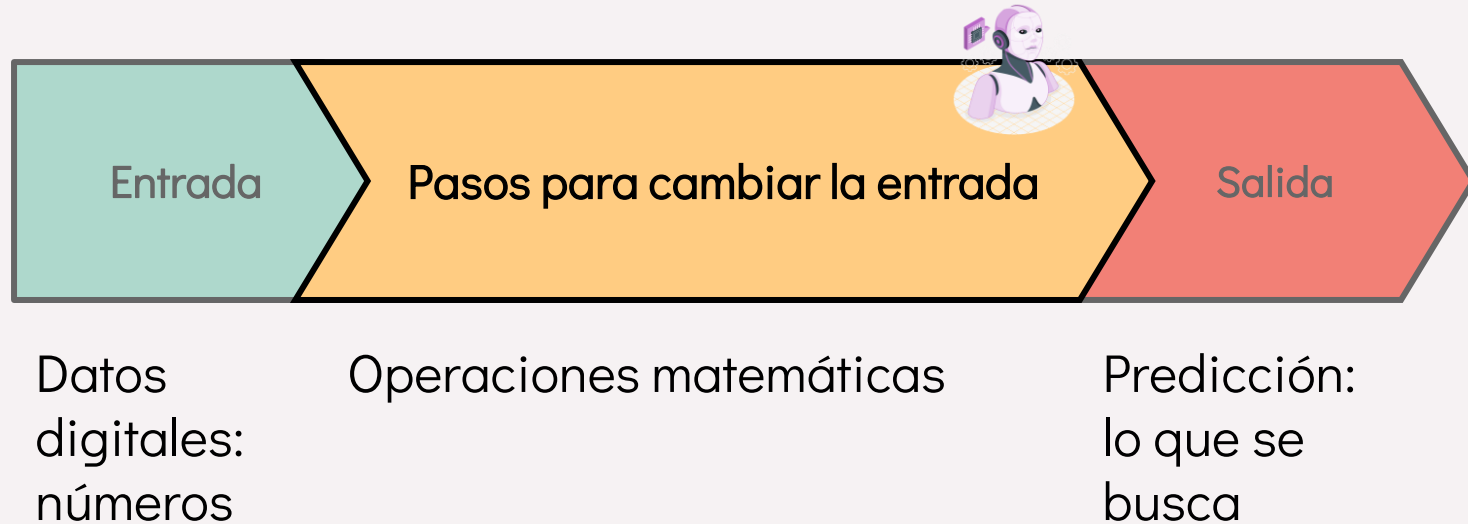 Entrada
Pasos para cambiar la entrada
Salida
Datos
digitales:
números
Operaciones matemáticas
Predicción:
lo que se
busca